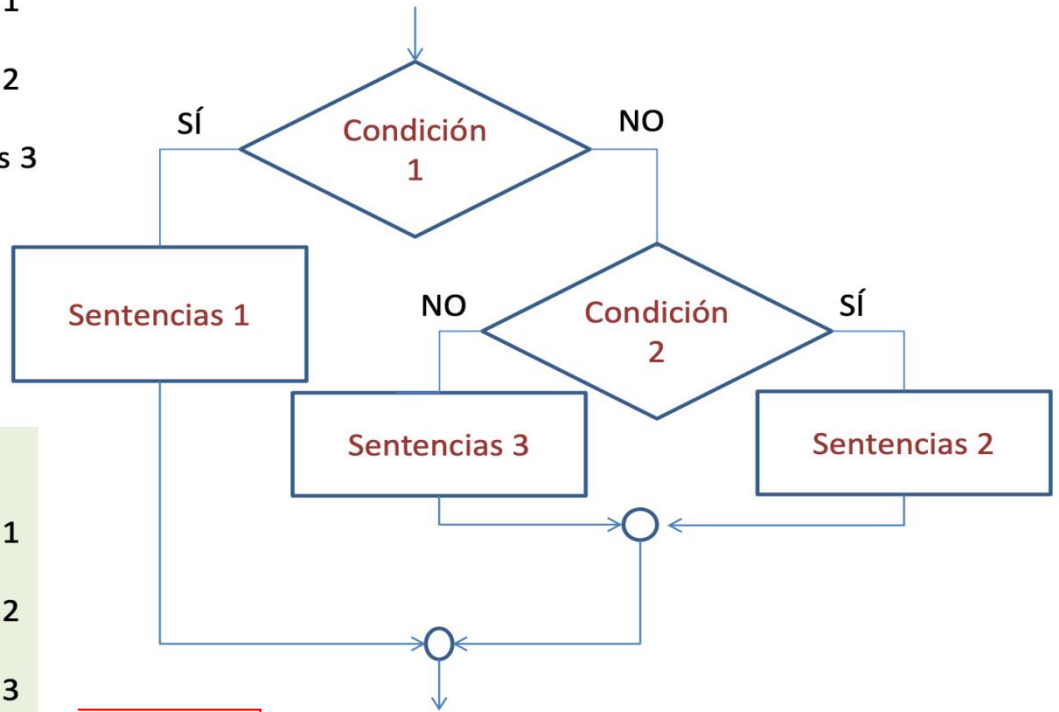 1
2
s 3
SÍ
Condición
1
NO
Sentencias 1
NO
Condición
2
SÍ
Sentencias 3
Sentencias 2
1
2
3